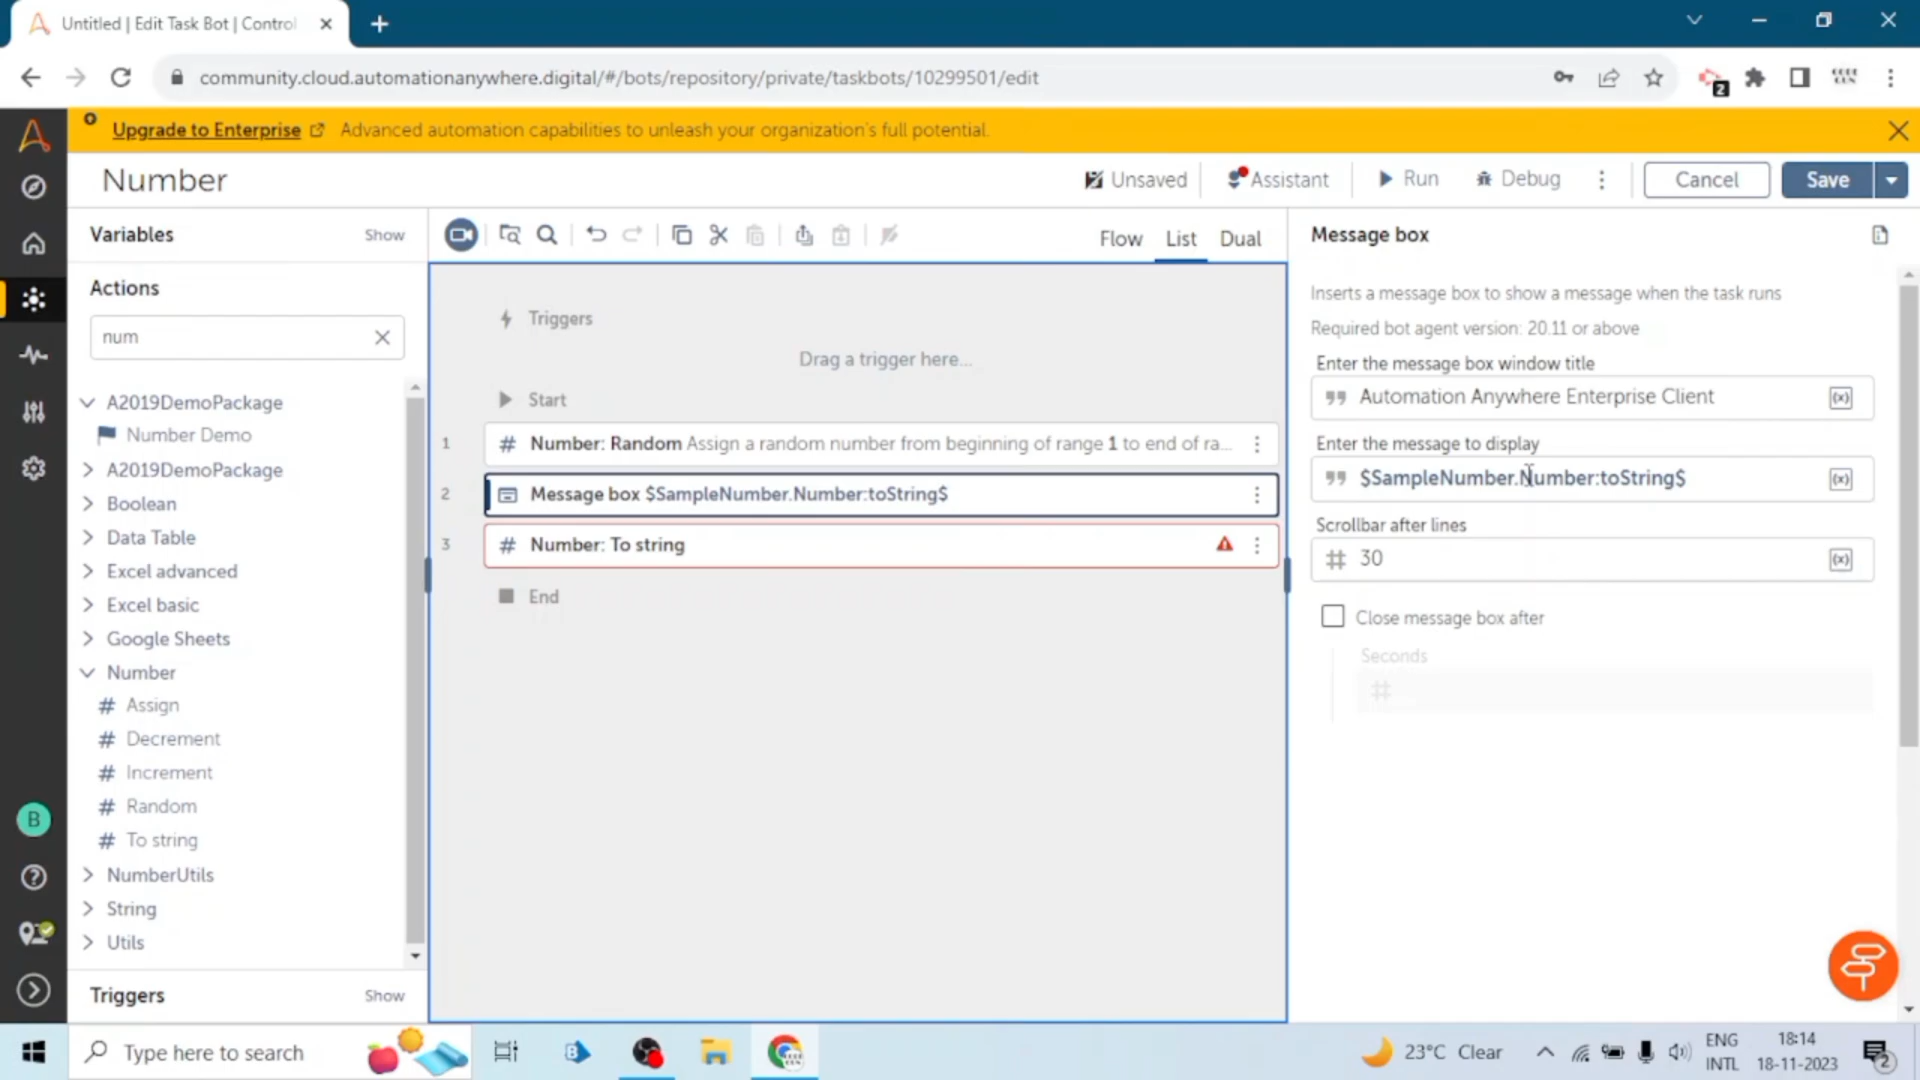 Untitled | Edit Task Bot | Control
community.cloud.automationanywhere.digital/#/bots/repository/private/taskbots/10299501/edit
2
Upgrade to Enterprise Advanced automation capabilities to unleash your organization's full potential.
Number
Unsaved
Assistant
Run
Debug
Cancel
Save
Variables
Show
Flow
List
Dual
Message box
Actions
num
A2019DemoPackage
Number Demo
A2019DemoPackage
Boolean
Data Table
Excel advanced
Excel basic
Google Sheets
Number
# Assign
# Decrement
# Increment
# Random
# To string
NumberUtils
String
Utils
Triggers
Show
Triggers
Drag a trigger here...
Start
1 # Number: Random Assign a random number from beginning of range 1 to end of ra...
2 Message box $SampleNumber.Number:toString$
3 # Number: To string
End
Inserts a message box to show a message when the task runs
Required bot agent version: 20.11 or above
Enter the message box window title
Automation Anywhere Enterprise Client (x)
Enter the message to display
$SampleNumber.Number:toString$ (x)
Scrollbar after lines
# 30 (x)
Close message box after
Seconds
#
B
Type here to search
23°C Clear
ENG
INTL
18:14
18-11-2023
2